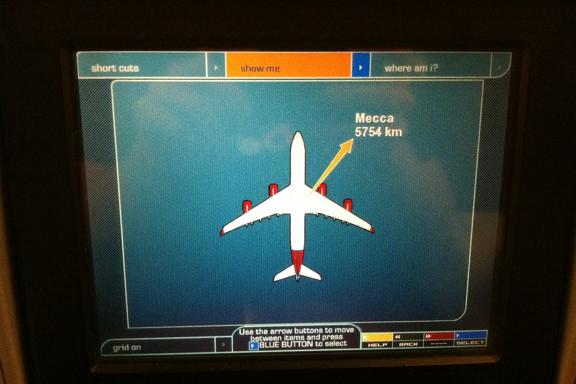 short cuts
show me
where am i?
Mecca
5754 km
Use the arrow buttons to move
between items and press
BLUE BUTTON to select
grid on
HELP
BACK
SELECT